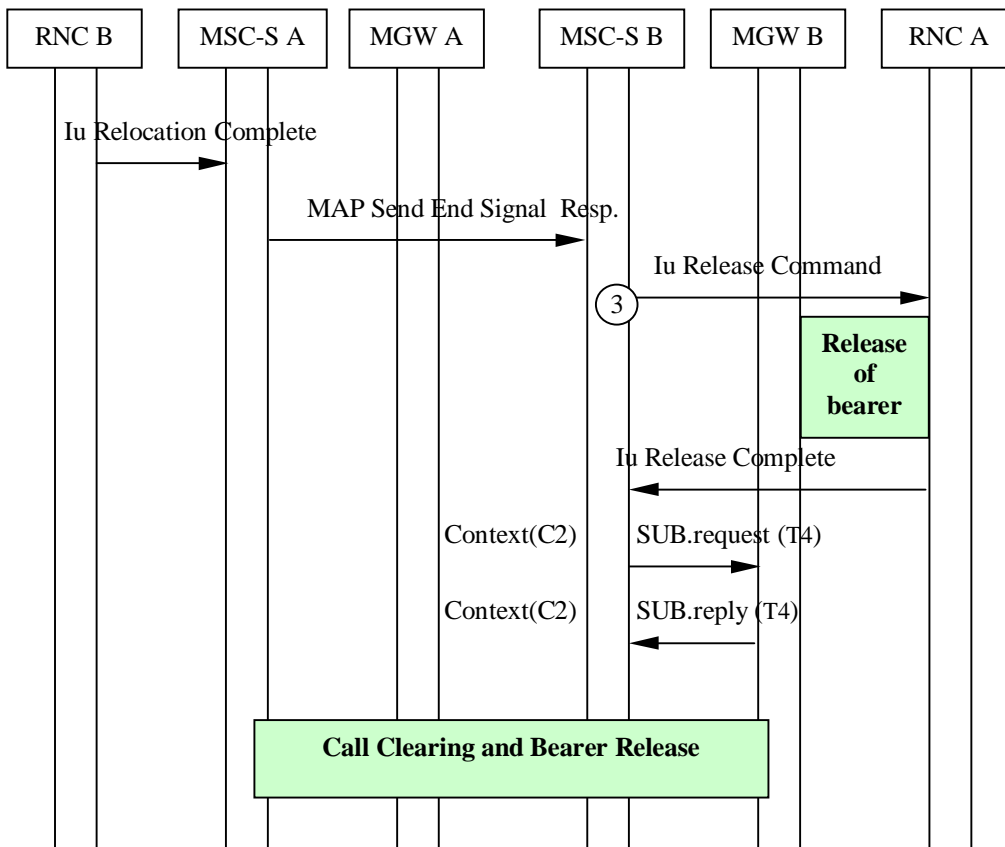 RNC B
MSC-S A
MGW A
MSC-S B
MGW B
RNC A
Iu Relocation Complete
MAP Send End Signal Resp.
Iu Release Command
3
Release
of
bearer
Iu Release Complete
Context(C2)
SUB.request (T4)
Context(C2)
SUB.reply (T4)
Call Clearing and Bearer Release